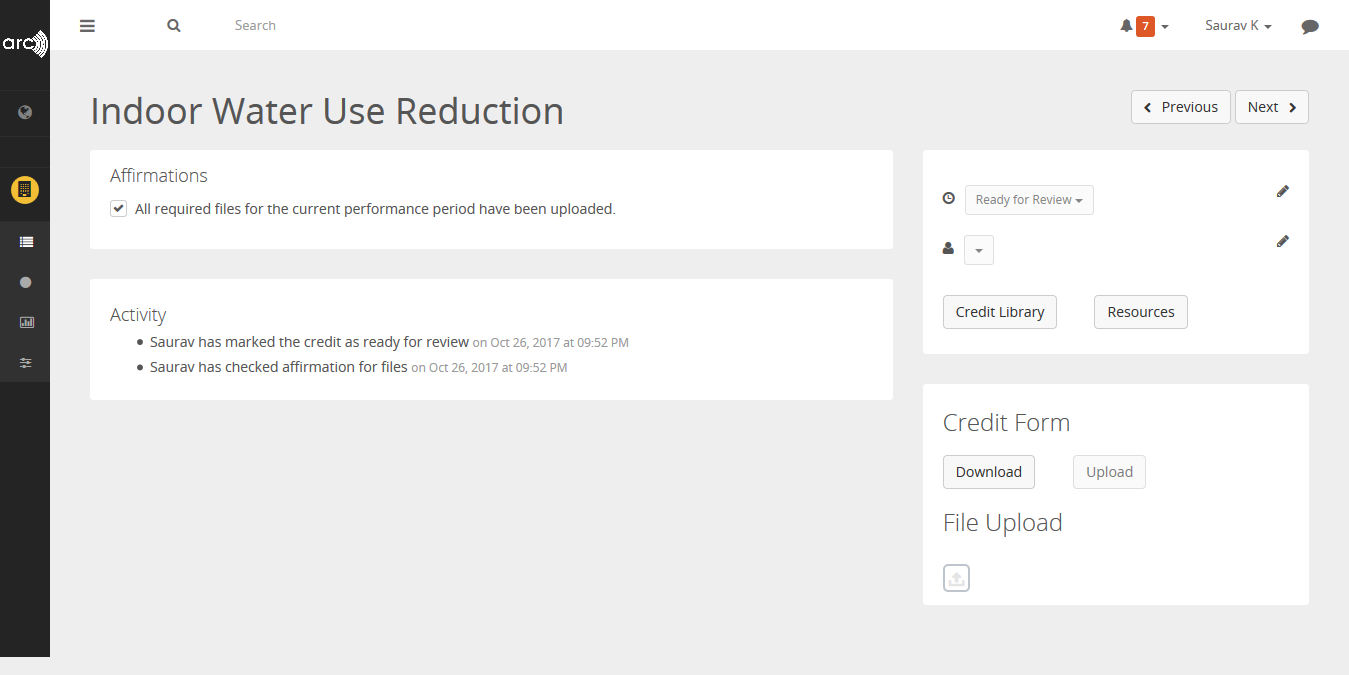 arc
Search
7
Saurav K
Indoor Water Use Reduction
Previous
Next
Affirmations
All required files for the current performance period have been uploaded.
Ready for Review
Activity
Saurav has marked the credit as ready for review on Oct 26, 2017 at 09:52 PM
Saurav has checked affirmation for files on Oct 26, 2017 at 09:52 PM
Credit Library
Resources
Credit Form
Download
Upload
File Upload